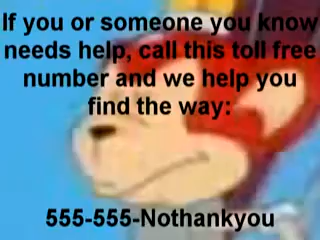 If you or someone you know
needs help, call this toll free
number and we help you
find the way:
555-555-Nothankyou